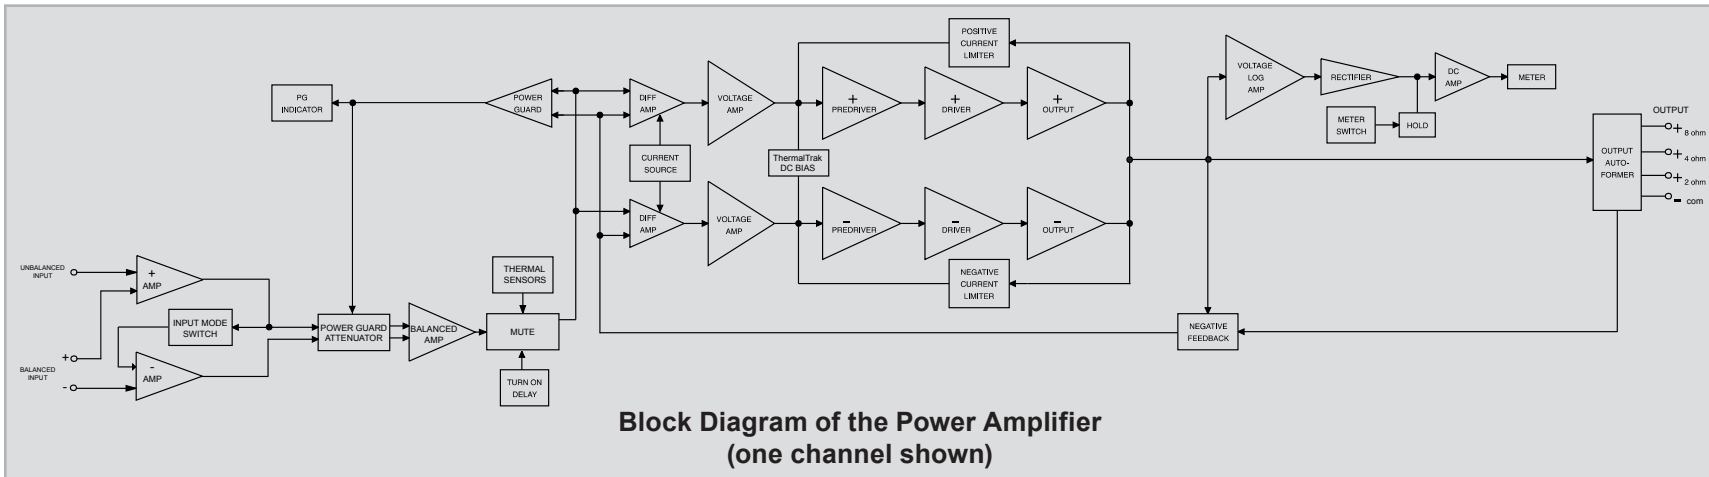 POSITIVE
CURRENT
LIMITER
PG
INDICATOR
POWER
GUARD
DIFF
AMP
VOLTAGE
AMP
+
PREDRIVER
+
DRIVER
+
OUTPUT
VOLTAGE
LOG
AMP
RECTIFIER
DC
AMP
METER
METER
SWITCH
HOLD
CURRENT
SOURCE
ThermalTrak
DC BIAS
OUTPUT
AUTO-
FORMER
OUTPUT
+ 8 ohm
+ 4 ohm
+ 2 ohm
- com
DIFF
AMP
VOLTAGE
AMP
-
PREDRIVER
-
DRIVER
-
OUTPUT
NEGATIVE
CURRENT
LIMITER
UNBALANCED
INPUT
+
AMP
INPUT MODE
SWITCH
+
BALANCED
INPUT
-
-
AMP
POWER GUARD
ATTENUATOR
BALANCED
AMP
THERMAL
SENSORS
MUTE
TURN ON
DELAY
NEGATIVE
FEEDBACK
Block Diagram of the Power Amplifier
(one channel shown)